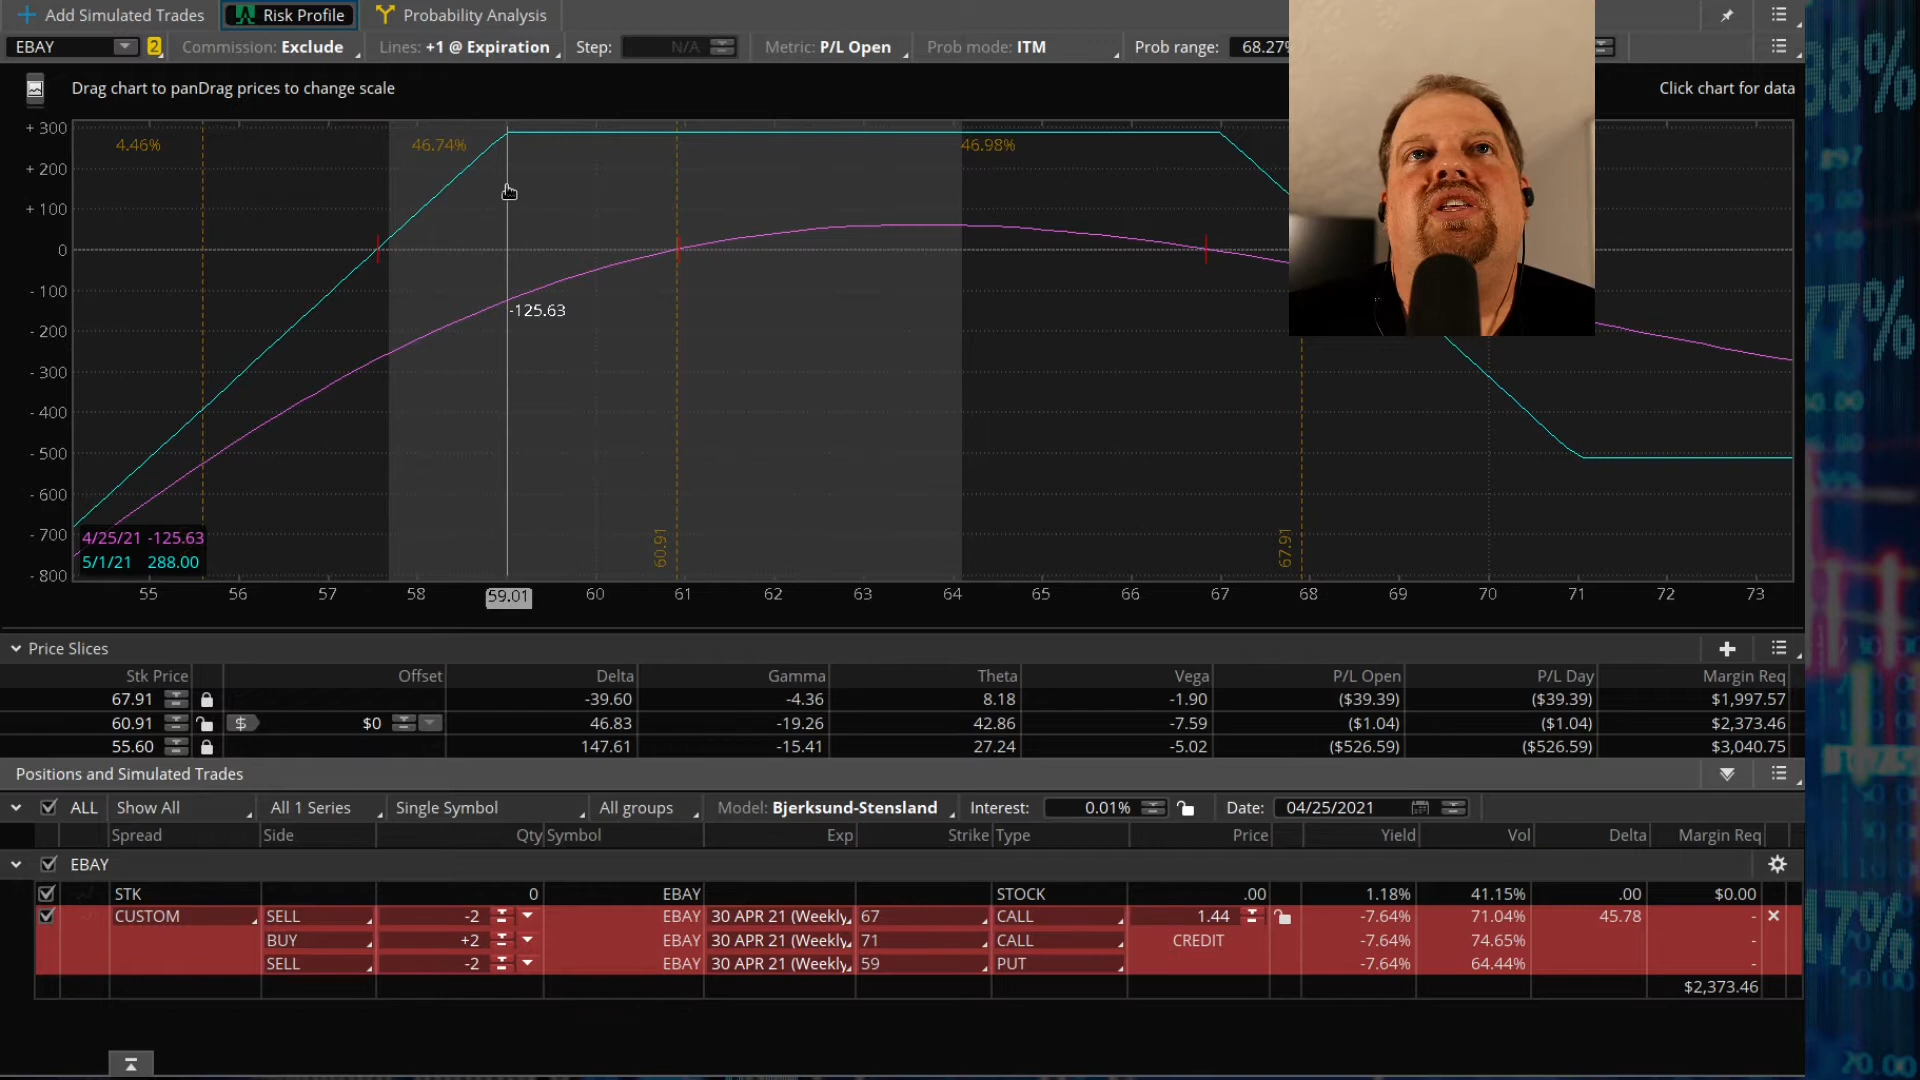 Add Simulated Trades Risk Profile Probability Analysis
EBAY 2 Commission: Exclude Lines: +1 @ Expiration Step: N/A Metric: P/L Open Prob mode: ITM Prob range: 68.27%
Drag chart to panDrag prices to change scale Click chart for data
+ 300
+ 200
+ 100
0
- 100
- 200
- 300
- 400
- 500
- 600
- 700
- 800
4.46% 46.74% 46.98%
-125.63
60.91 67.91
4/25/21 -125.63
5/1/21 288.00
55 56 57 58 59.01 60 61 62 63 64 65 66 67 68 69 70 71 72 73
Price Slices
Stk Price Offset Delta Gamma Theta Vega P/L Open P/L Day Margin Req
67.91 -39.60 -4.36 8.18 -1.90 ($39.39) ($39.39) $1,997.57
60.91 $ $0 46.83 -19.26 42.86 -7.59 ($1.04) ($1.04) $2,373.46
55.60 147.61 -15.41 27.24 -5.02 ($526.59) ($526.59) $3,040.75
Positions and Simulated Trades
ALL Show All All 1 Series Single Symbol All groups Model: Bjerksund-Stensland Interest: 0.01% Date: 04/25/2021
Spread Side Qty Symbol Exp Strike Type Price Yield Vol Delta Margin Req
EBAY
STK 0 EBAY STOCK .00 1.18% 41.15% .00 $0.00
CUSTOM SELL -2 EBAY 30 APR 21 (Weekly 67 CALL 1.44 -7.64% 71.04% 45.78 -
BUY +2 EBAY 30 APR 21 (Weekly 71 CALL CREDIT -7.64% 74.65% -
SELL -2 EBAY 30 APR 21 (Weekly 59 PUT -7.64% 64.44% -
$2,373.46